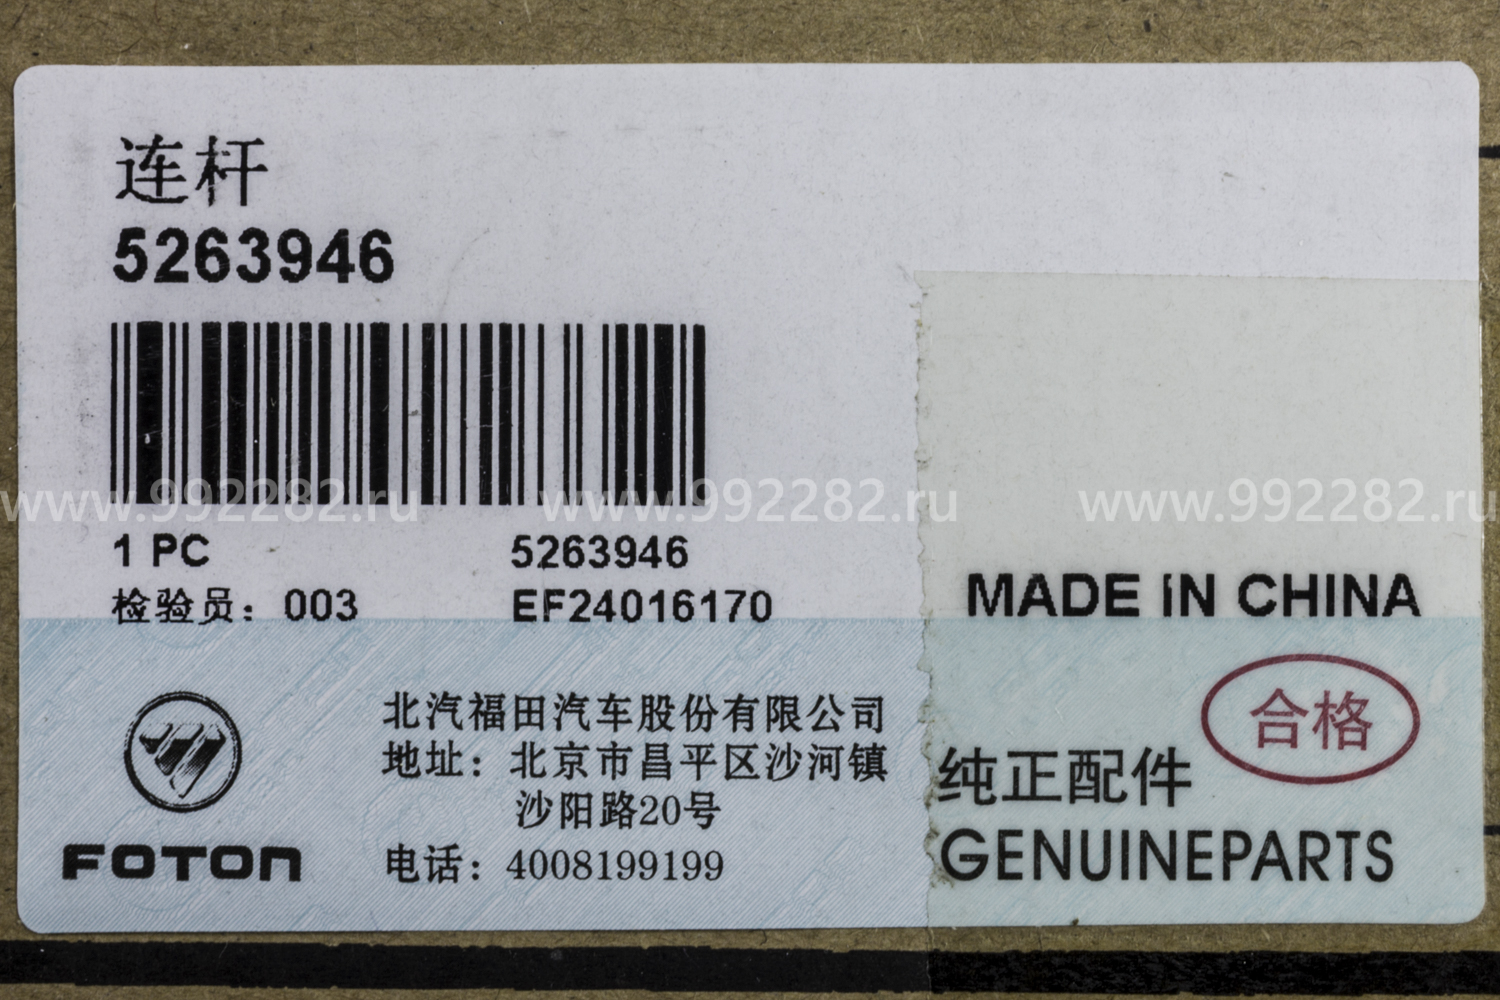 连杆
5263946
www.992282.ru www.992282.ru www.992282.ru
1 PC 5263946
检验员：003 EF24016170
MADE IN CHINA
北汽福田汽车股份有限公司
地址：北京市昌平区沙河镇
沙阳路20号
电话：4008199199
FOTON
合格
纯正配件
GENUINEPARTS